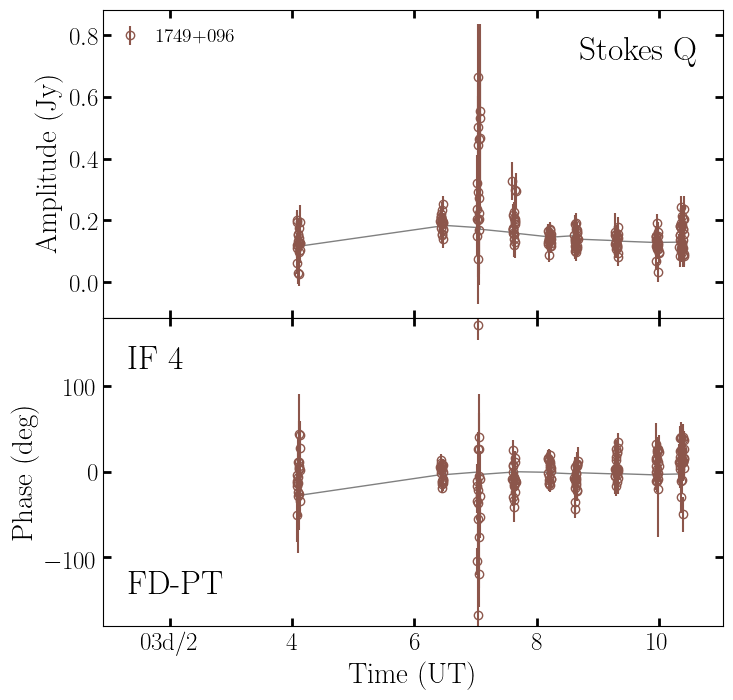 1749+096
Stokes Q
0.8
0.6
0.4
0.2
0.0
Amplitude (Jy)
IF 4
100
0
−100
Phase (deg)
FD-PT
03d/2
4
6
8
10
Time (UT)